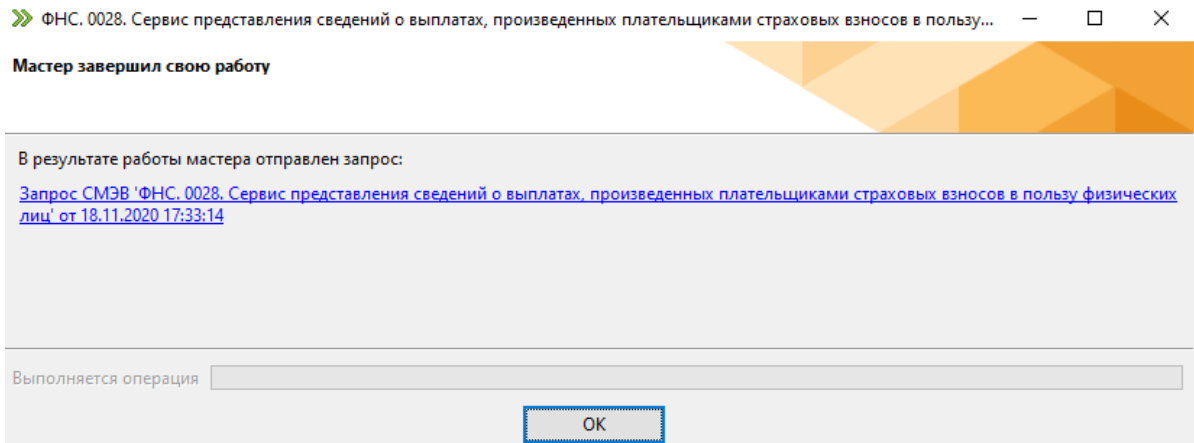 ФНС. 0028. Сервис представления сведений о выплатах, произведенных плательщиками страховых взносов в пользу...
Мастер завершил свою работу
В результате работы мастера отправлен запрос:
Запрос СМЭВ 'ФНС. 0028. Сервис представления сведений о выплатах, произведенных плательщиками страховых взносов в пользу физических
лиц' от 18.11.2020 17:33:14
Выполняется операция
ОК